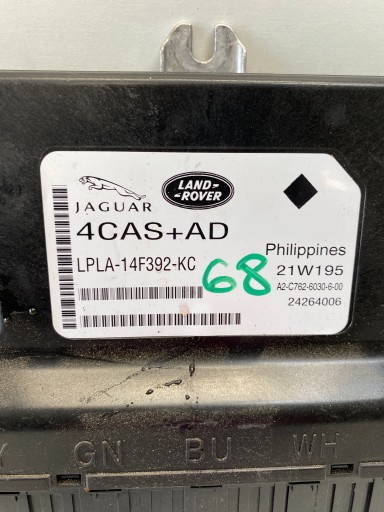 JAGUAR
LAND-
-ROVER
4CAS+AD
Philippines
LPLA-14F392-KC
68
21W195
A2-C762-6030-6-00
24264006
Y GN BU WH